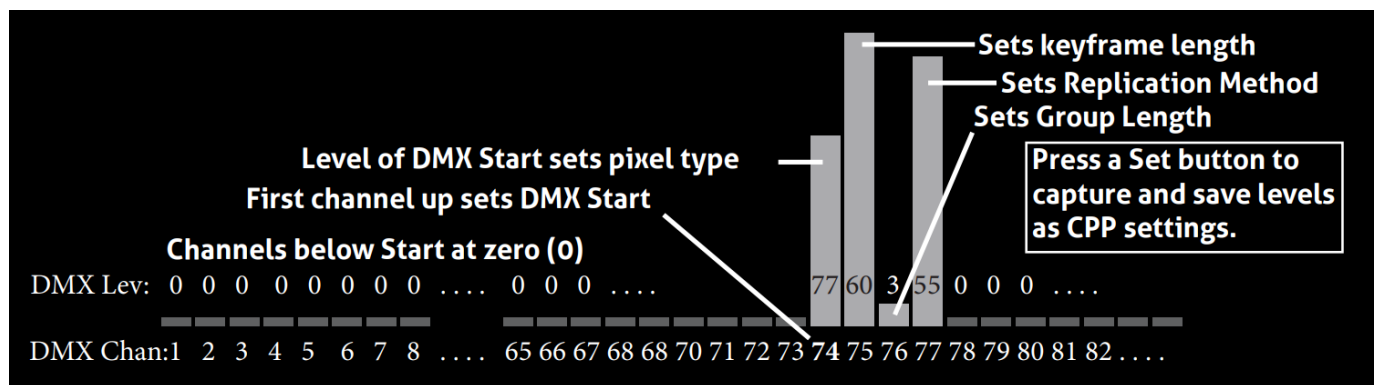 Sets keyframe length
Sets Replication Method
Sets Group Length
Level of DMX Start sets pixel type
First channel up sets DMX Start
Press a Set button to
capture and save levels
as CPP settings.
Channels below Start at zero (0)
DMX Lev: 0 0 0 0 0 0 0 0 .... 0 0 0 .... 77 60 3 55 0 0 0 ....
DMX Chan:1 2 3 4 5 6 7 8 .... 65 66 67 68 68 70 71 72 73 74 75 76 77 78 79 80 81 82 ....